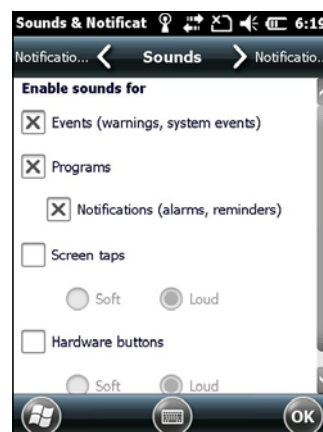 Sounds & Notificat 6:19
Notificatio... Sounds Notificatio..
Enable sounds for
Events (warnings, system events)
Programs
Notifications (alarms, reminders)
Screen taps
Soft Loud
Hardware buttons
Soft Loud
OK